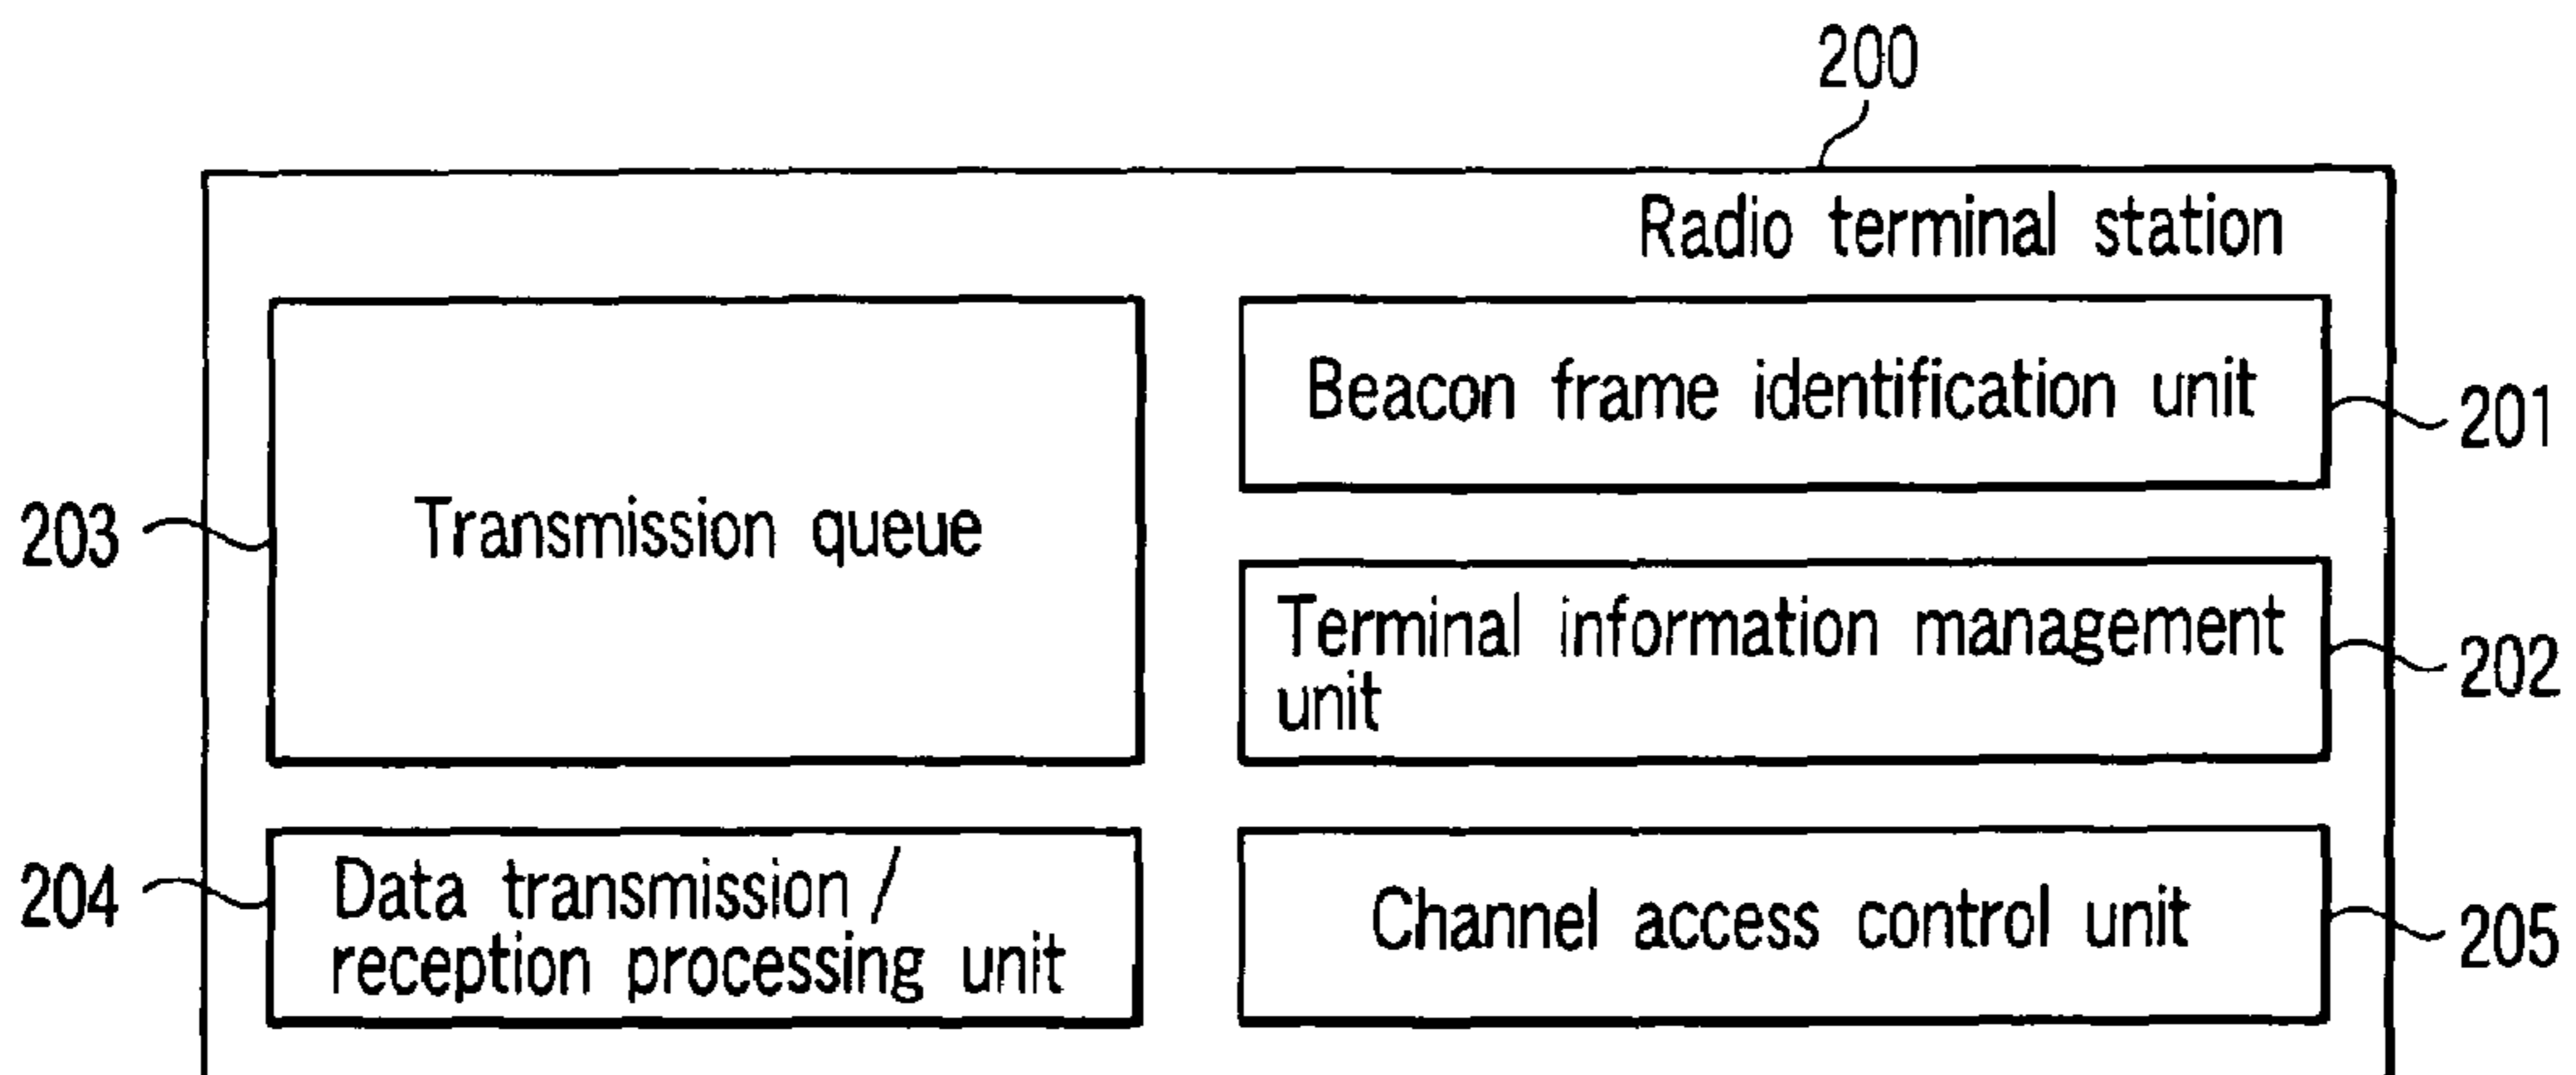 200
Radio terminal station
Beacon frame identification unit
201
203
Transmission queue
Terminal information management
unit
202
204
Data transmission /
reception processing unit
Channel access control unit
205